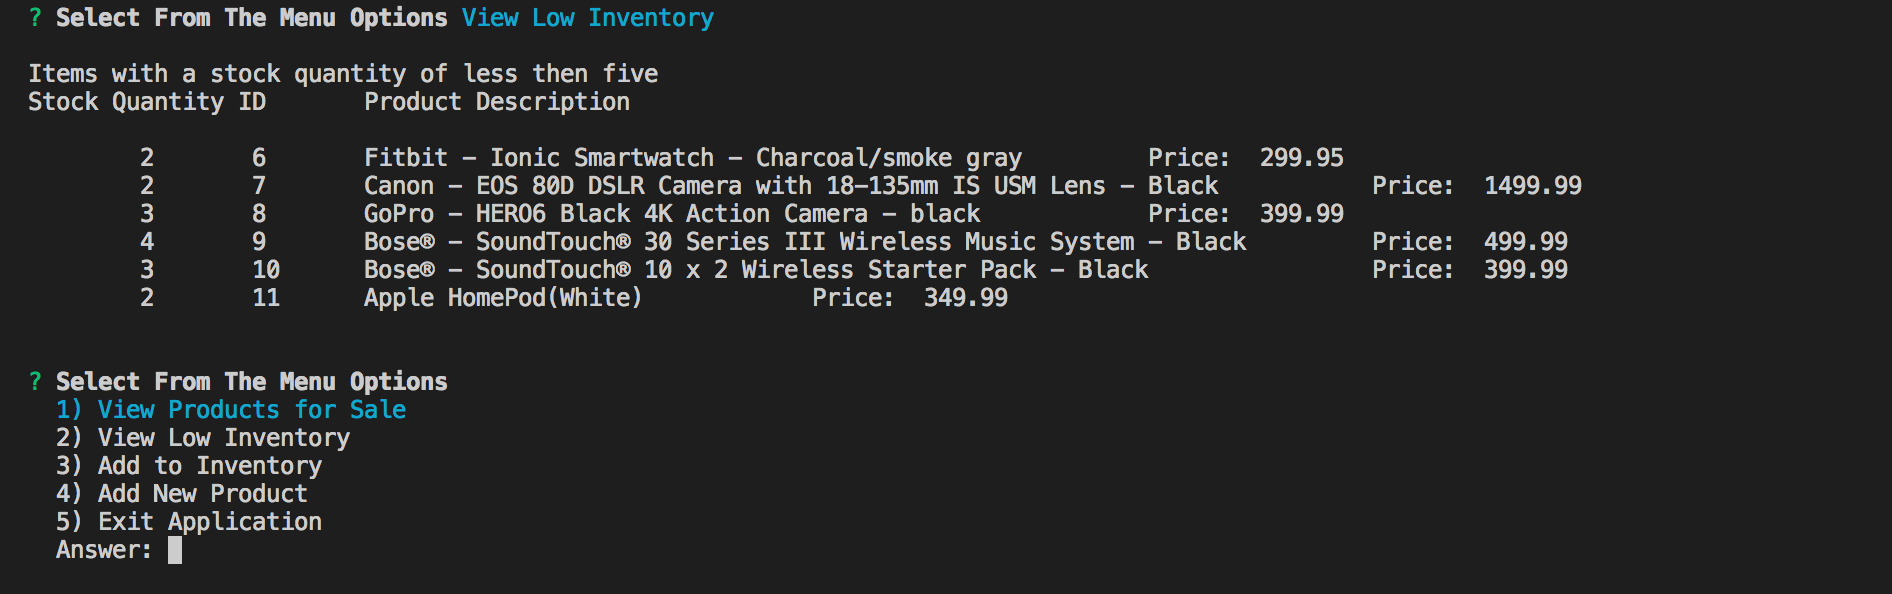 ? Select From The Menu Options View Low Inventory
Items with a stock quantity of less then five
Stock Quantity ID Product Description
2 6 Fitbit - Ionic Smartwatch - Charcoal/smoke gray Price: 299.95
2 7 Canon - EOS 80D DSLR Camera with 18-135mm IS USM Lens - Black Price: 1499.99
3 8 GoPro - HERO6 Black 4K Action Camera - black Price: 399.99
4 9 Bose® - SoundTouch® 30 Series III Wireless Music System - Black Price: 499.99
3 10 Bose® - SoundTouch® 10 x 2 Wireless Starter Pack - Black Price: 399.99
2 11 Apple HomePod(White) Price: 349.99
? Select From The Menu Options
1) View Products for Sale
2) View Low Inventory
3) Add to Inventory
4) Add New Product
5) Exit Application
Answer: